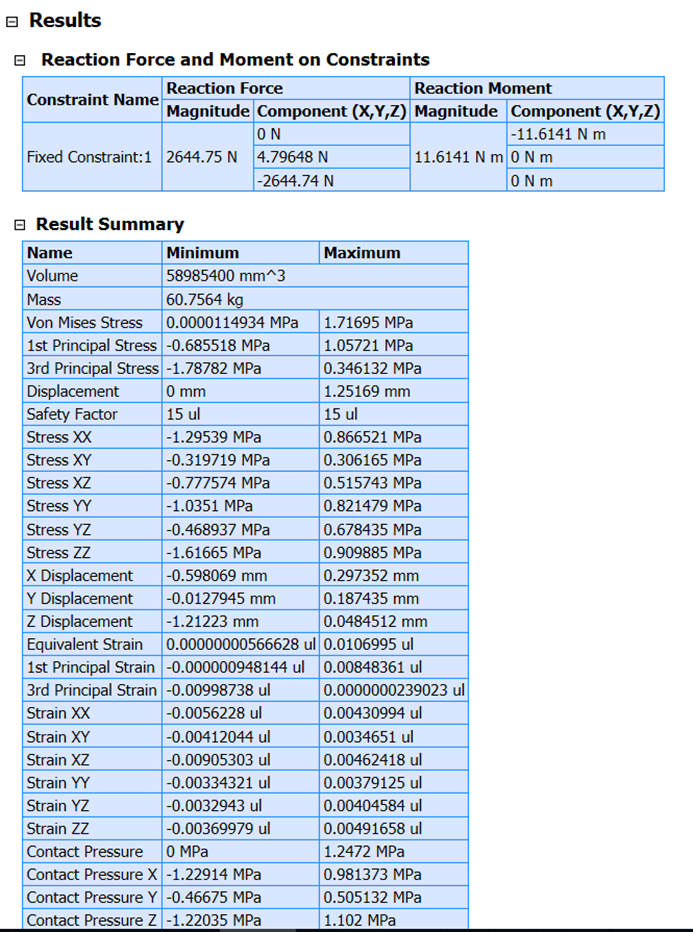 Results
Reaction Force and Moment on Constraints
Constraint Name Reaction Force Reaction Moment
Magnitude Component (X,Y,Z) Magnitude Component (X,Y,Z)
Fixed Constraint:1 2644.75 N 0 N 11.6141 N m -11.6141 N m
4.79648 N 0 N m
-2644.74 N 0 N m
Result Summary
Name Minimum Maximum
Volume 58985400 mm^3
Mass 60.7564 kg
Von Mises Stress 0.0000114934 MPa 1.71695 MPa
1st Principal Stress -0.685518 MPa 1.05721 MPa
3rd Principal Stress -1.78782 MPa 0.346132 MPa
Displacement 0 mm 1.25169 mm
Safety Factor 15 ul 15 ul
Stress XX -1.29539 MPa 0.866521 MPa
Stress XY -0.319719 MPa 0.306165 MPa
Stress XZ -0.777574 MPa 0.515743 MPa
Stress YY -1.0351 MPa 0.821479 MPa
Stress YZ -0.468937 MPa 0.678435 MPa
Stress ZZ -1.61665 MPa 0.909885 MPa
X Displacement -0.598069 mm 0.297352 mm
Y Displacement -0.0127945 mm 0.187435 mm
Z Displacement -1.21223 mm 0.0484512 mm
Equivalent Strain 0.00000000566628 ul 0.0106995 ul
1st Principal Strain -0.000000948144 ul 0.00848361 ul
3rd Principal Strain -0.00998738 ul 0.0000000239023 ul
Strain XX -0.0056228 ul 0.00430994 ul
Strain XY -0.00412044 ul 0.0034651 ul
Strain XZ -0.00905303 ul 0.00462418 ul
Strain YY -0.00334321 ul 0.00379125 ul
Strain YZ -0.0032943 ul 0.00404584 ul
Strain ZZ -0.00369979 ul 0.00491658 ul
Contact Pressure 0 MPa 1.2472 MPa
Contact Pressure X -1.22914 MPa 0.981373 MPa
Contact Pressure Y -0.46675 MPa 0.505132 MPa
Contact Pressure Z -1.22035 MPa 1.102 MPa